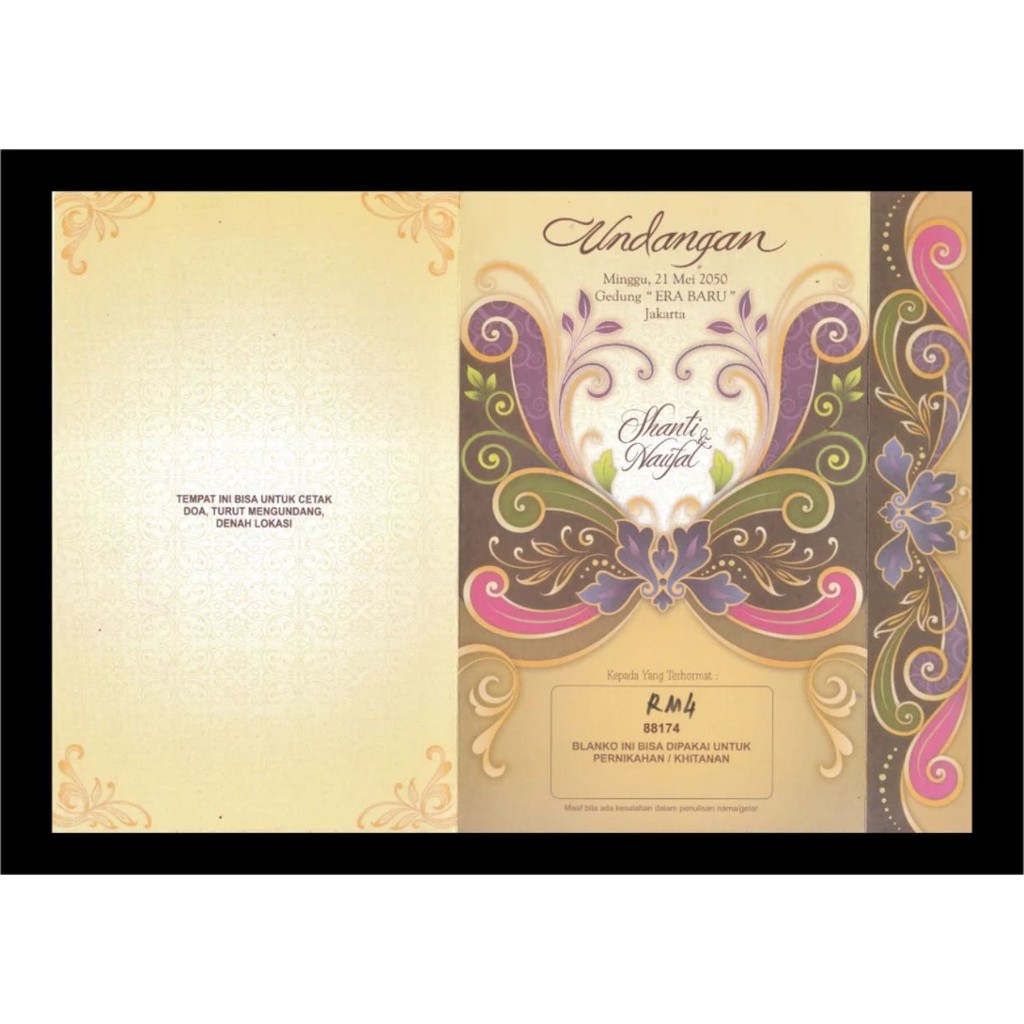 TEMPAT INI BISA UNTUK CETAK
DOA, TURUT MENGUNDANG,
DENAH LOKASI
Undangan
Minggu, 21 Mei 2050
Gedung " ERA BARU "
Jakarta
Shanti
&
Naufal
Kepada Yang Terhormat :
RM4
88174
BLANKO INI BISA DIPAKAI UNTUK
PERNIKAHAN / KHITANAN
Maaf bila ada kesalahan dalam penulisan nama/gelar